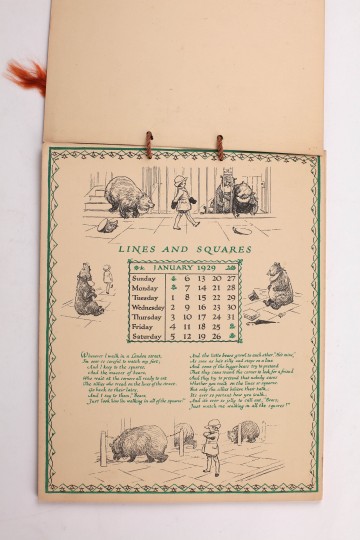 LINES AND SQUARES
JANUARY 1929
Sunday 6 13 20 27
Monday 7 14 21 28
Tuesday 1 8 15 22 29
Wednesday 2 9 16 23 30
Thursday 3 10 17 24 31
Friday 4 11 18 25
Saturday 5 12 19 26
Whenever I walk in a London street,
I'm ever so careful to watch my feet;
And I keep in the squares,
And the masses of bears,
Who wait at the corners all ready to eat
The sillies who tread on the lines of the street,
Go back to their lairs,
And I say to them, "Bears,
Just look how I'm walking in all of the squares!"
And the little bears growl to each other "He's mine,
As soon as he's silly and steps on a line"
And some of the bigger bears try to pretend
That they came round the corner to look for a friend;
And they try to pretend that nobody cares
Whether you walk on the lines or squares.
But only the sillies believe their talk;
It's ever so portant how you walk.
And it's ever so jolly to call out, "Bears,
Just watch me walking in all the squares!"